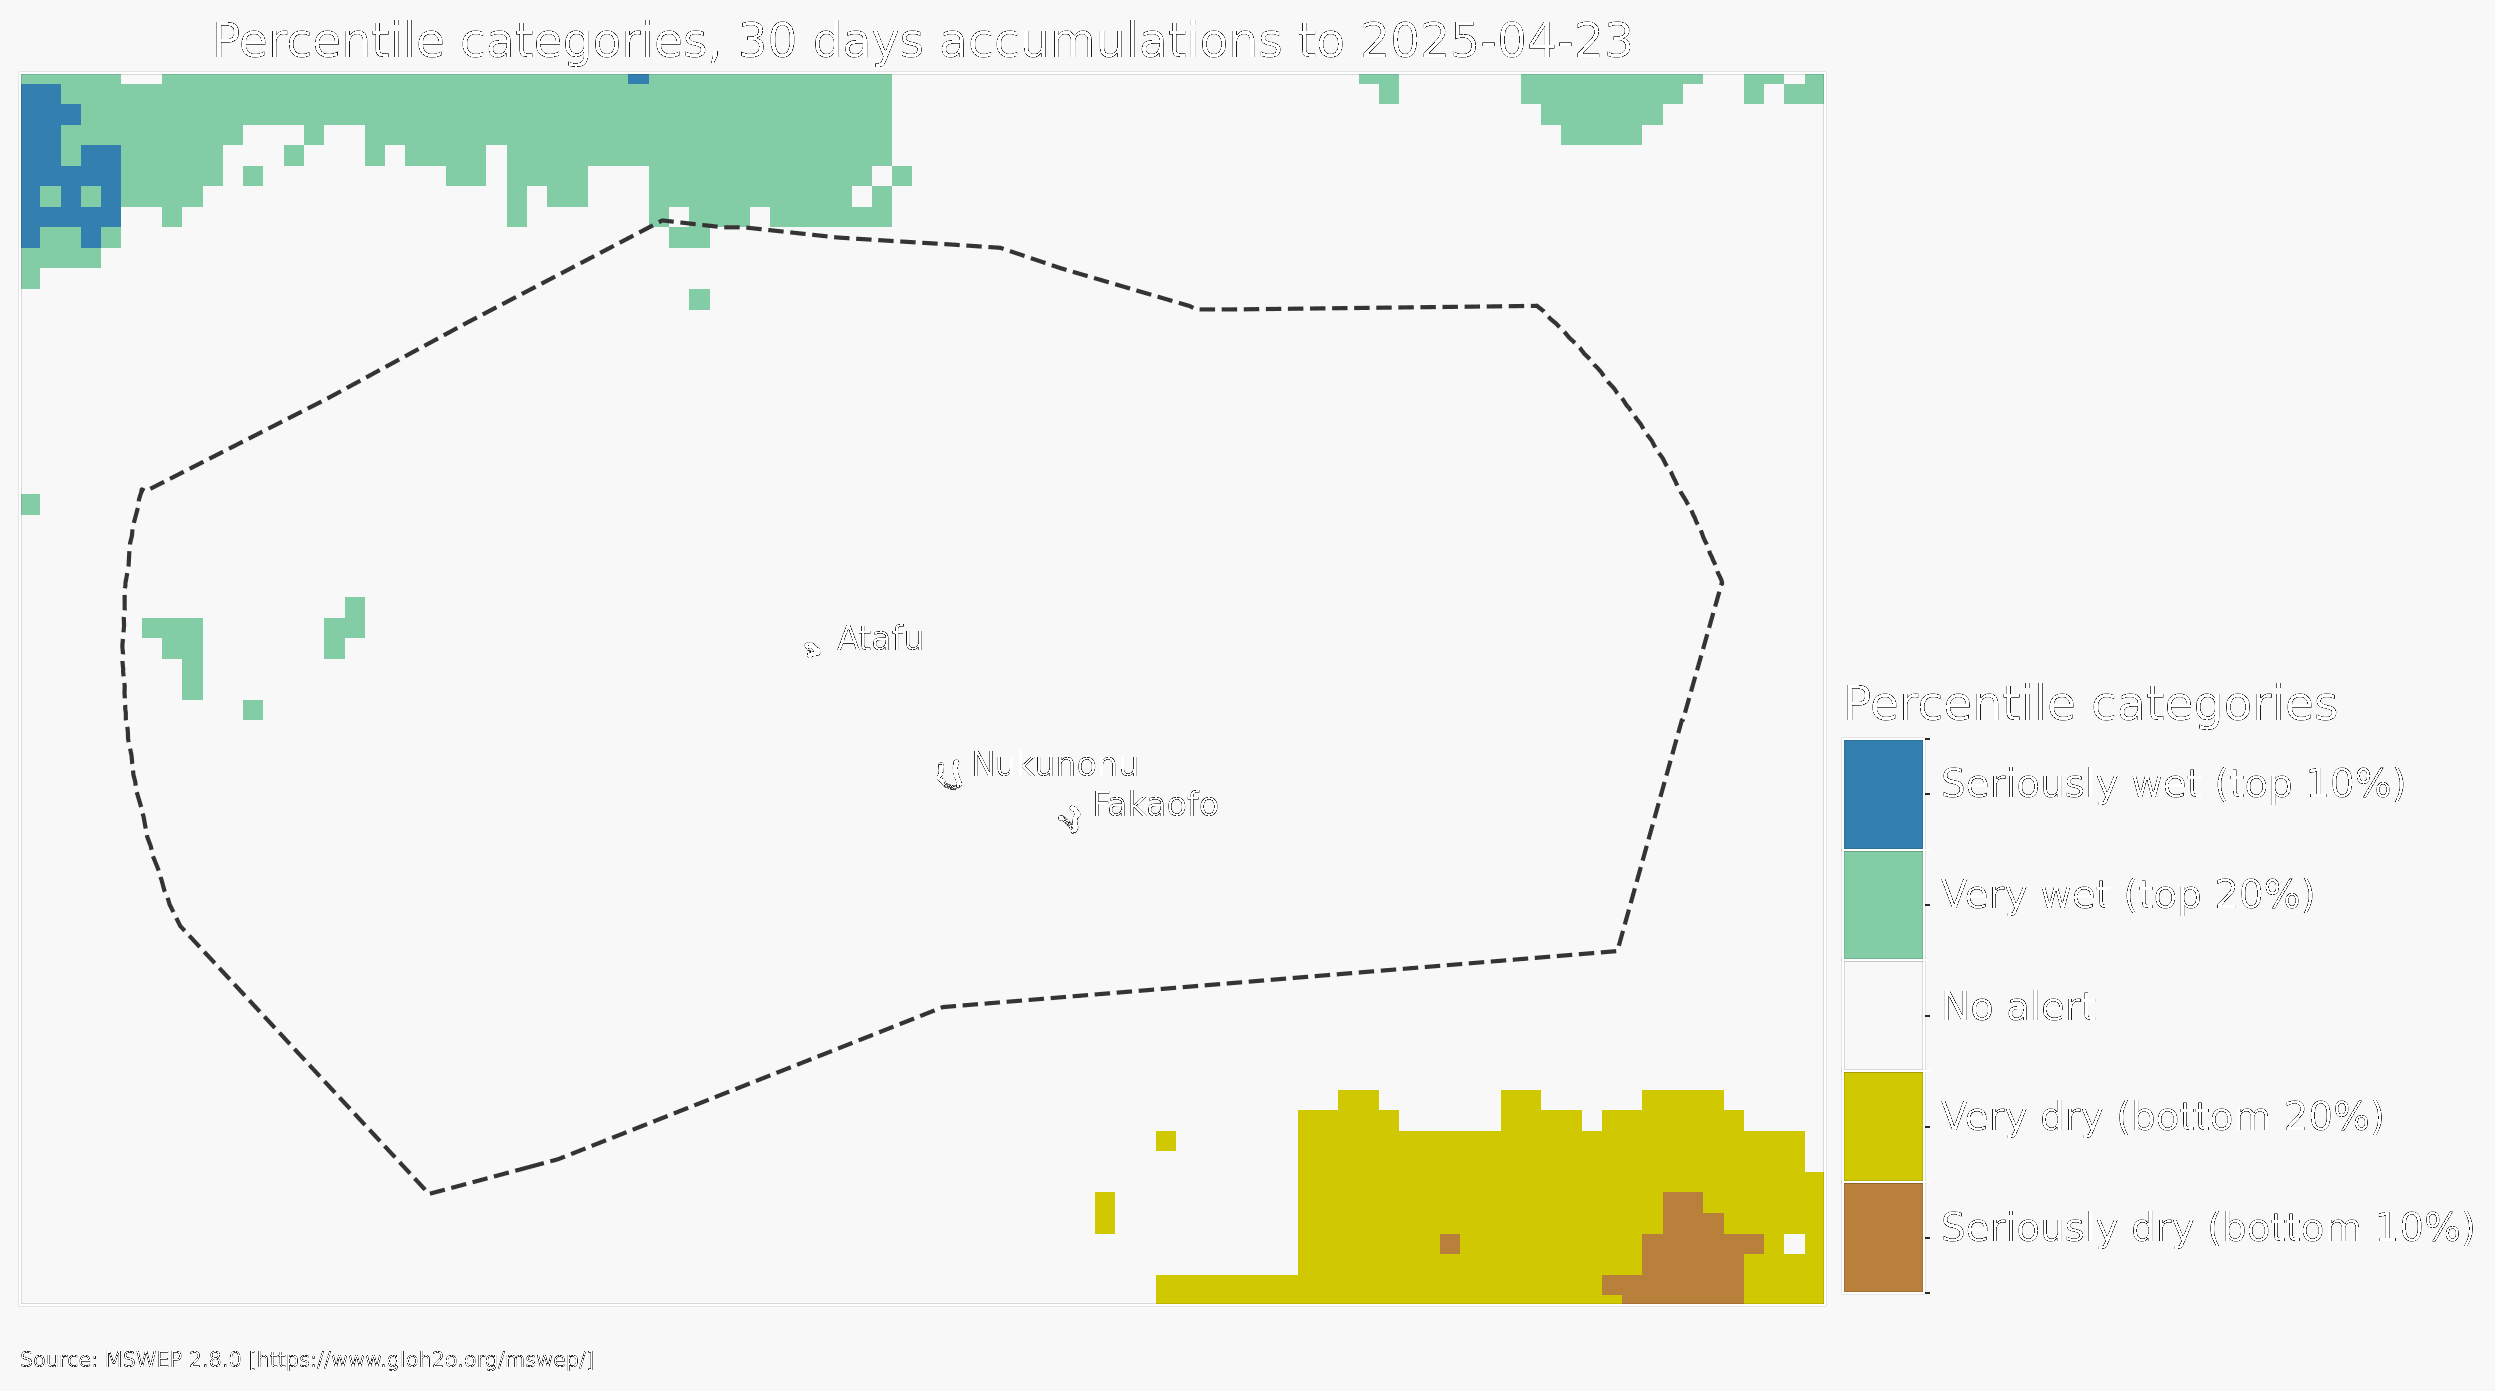 Percentile categories, 30 days accumulations to 2025-04-23
Atafu
Nukunonu
Fakaofo
Percentile categories
Seriously wet (top 10%)
Very wet (top 20%)
No alert
Very dry (bottom 20%)
Seriously dry (bottom 10%)
Source: MSWEP 2.8.0 [https://www.gloh2o.org/mswep/]